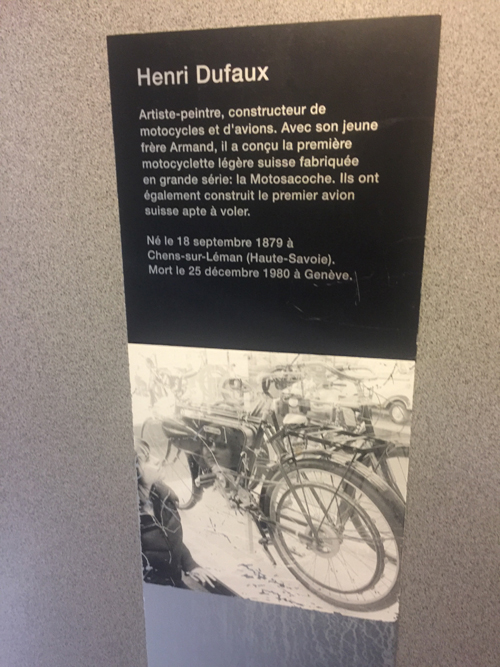 Henri Dufaux
Artiste-peintre, constructeur de
motocycles et d'avions. Avec son jeune
frère Armand, il a conçu la première
motocyclette légère suisse fabriquée
en grande série: la Motosacoche. Ils ont
également construit le premier avion
suisse apte à voler.
Né le 18 septembre 1879 à
Chens-sur-Léman (Haute-Savoie).
Mort le 25 décembre 1980 à Genève.